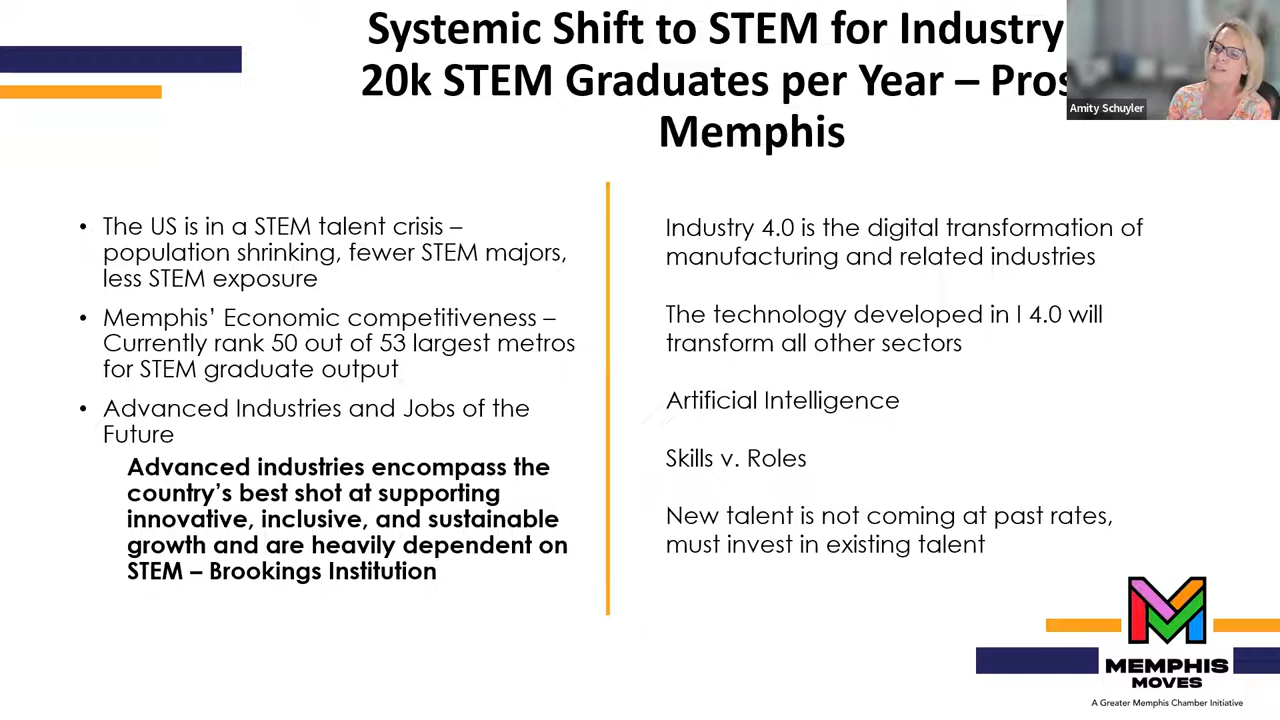 Systemic Shift to STEM for Industry
20k STEM Graduates per Year –
Memphis
Amity Schuyler
• The US is in a STEM talent crisis –
population shrinking, fewer STEM majors,
less STEM exposure
• Memphis’ Economic competitiveness –
Currently rank 50 out of 53 largest metros
for STEM graduate output
• Advanced Industries and Jobs of the
Future
Advanced industries encompass the
country’s best shot at supporting
innovative, inclusive, and sustainable
growth and are heavily dependent on
STEM – Brookings Institution
Industry 4.0 is the digital transformation of
manufacturing and related industries
The technology developed in I 4.0 will
transform all other sectors
Artificial Intelligence
Skills v. Roles
New talent is not coming at past rates,
must invest in existing talent
MEMPHIS
MOVES
A Greater Memphis Chamber Initiative